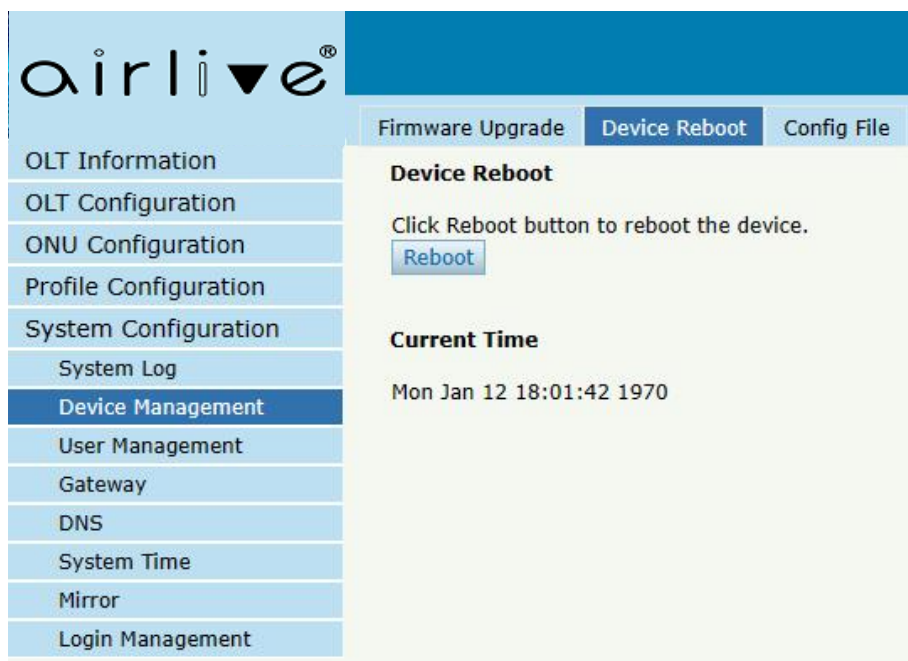 airlive®
Firmware Upgrade Device Reboot Config File
OLT Information
OLT Configuration
ONU Configuration
Profile Configuration
System Configuration
System Log
Device Management
User Management
Gateway
DNS
System Time
Mirror
Login Management
Device Reboot
Click Reboot button to reboot the device.
Reboot
Current Time
Mon Jan 12 18:01:42 1970